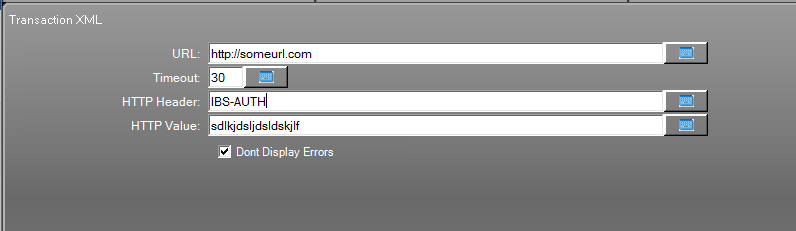 Transaction XML
URL: http://someurl.com
Timeout: 30
HTTP Header: IBS-AUTH
HTTP Value: sdlkjdsljdsldskjlf
Dont Display Errors